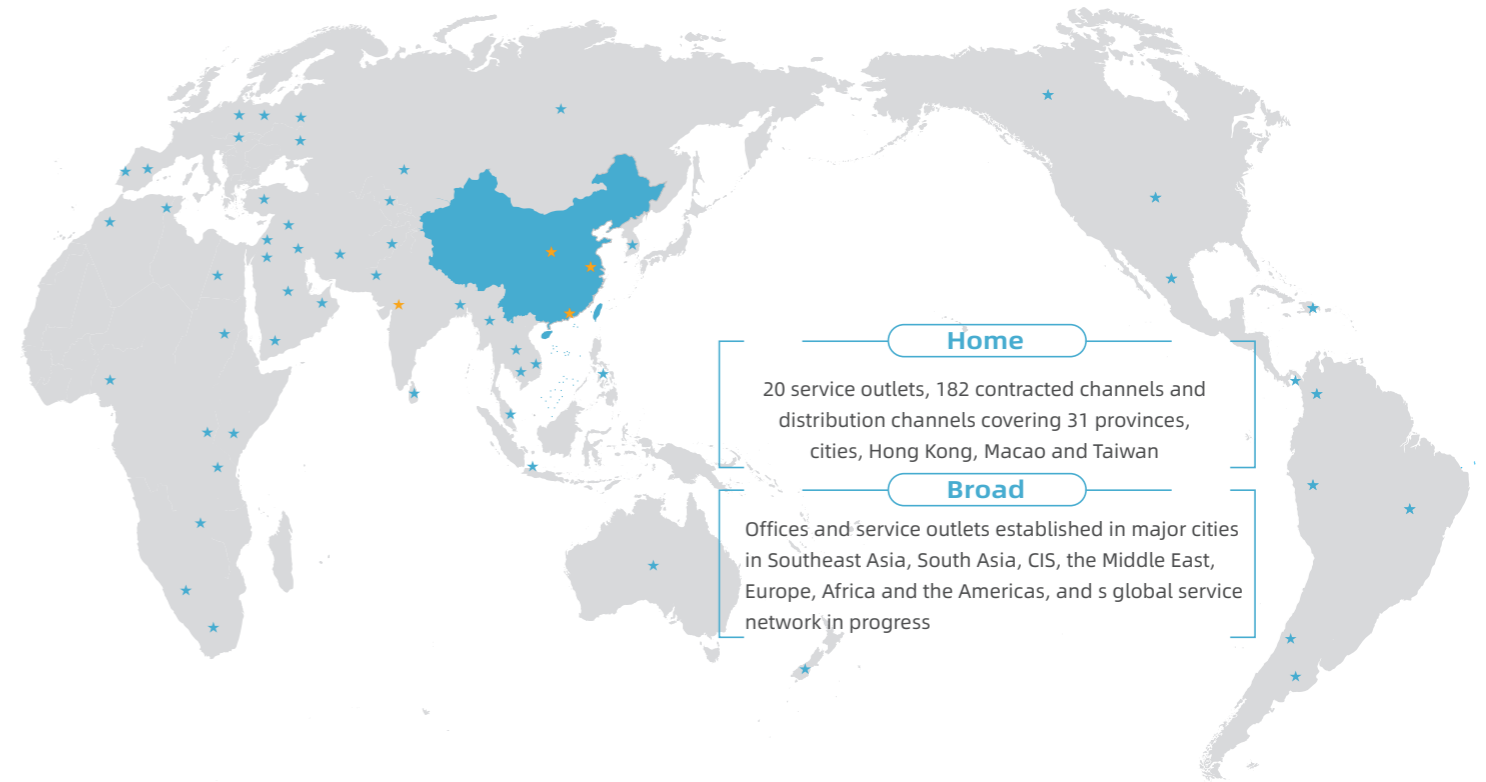 Home
20 service outlets, 182 contracted channels and
distribution channels covering 31 provinces,
cities, Hong Kong, Macao and Taiwan
Broad
Offices and service outlets established in major cities
in Southeast Asia, South Asia, CIS, the Middle East,
Europe, Africa and the Americas, and s global service
network in progress